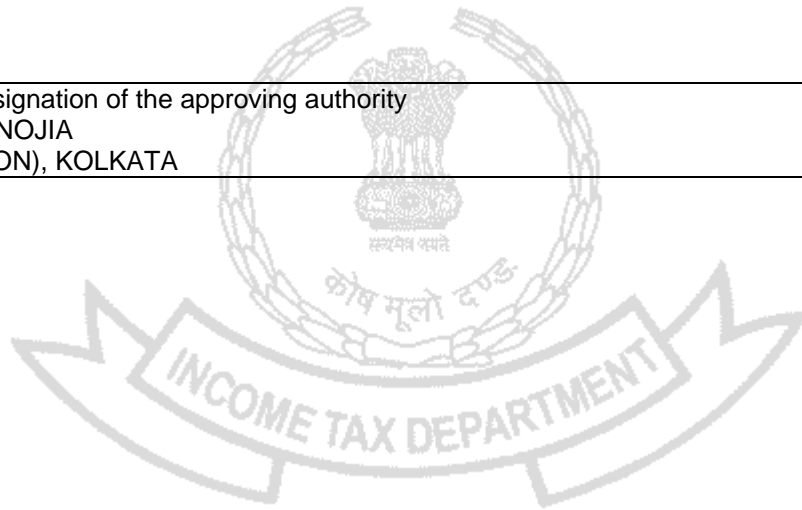 signation of the approving authority
NOJIA
ON), KOLKATA
सत्यमेव जयते
कोष मूलो दण्डः
INCOME TAX DEPARTMENT